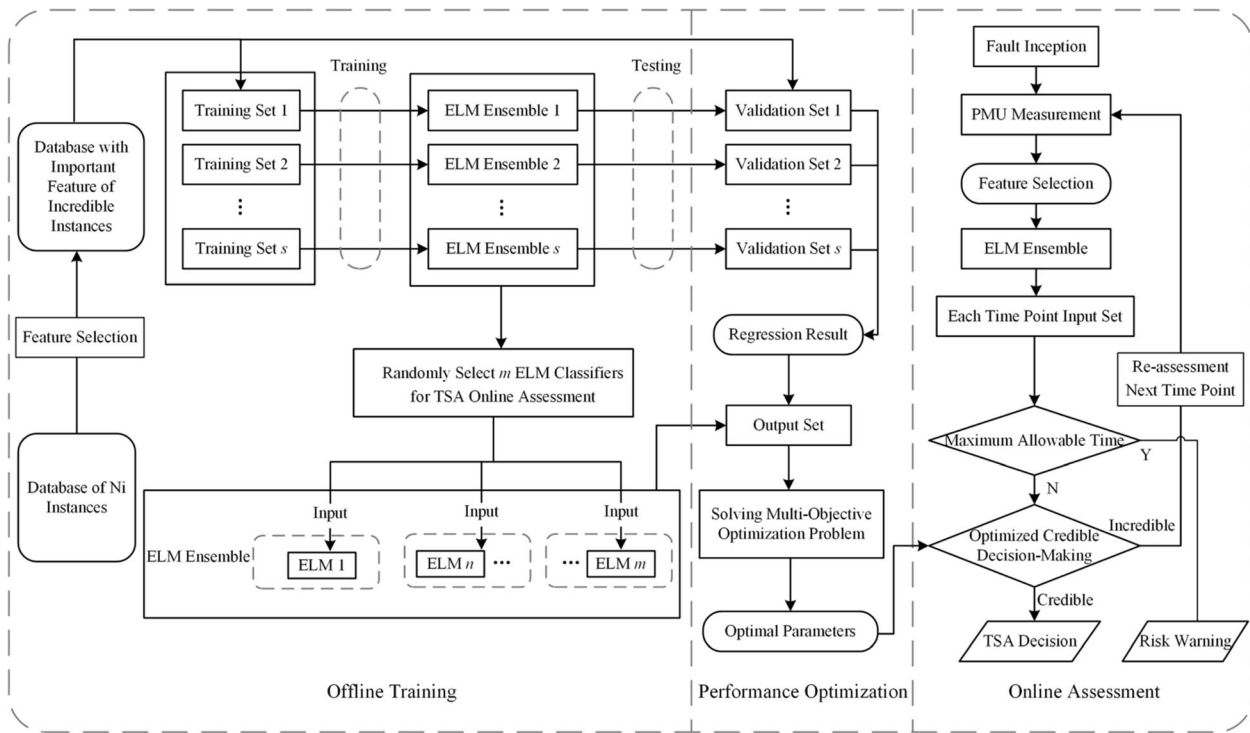 Training
Testing
Database with
Important
Feature of
Incredible
Instances
Feature Selection
Database of Ni
Instances
Training Set 1
Training Set 2
⋮
Training Set s
ELM Ensemble 1
ELM Ensemble 2
⋮
ELM Ensemble s
Randomly Select m ELM Classifiers
for TSA Online Assessment
ELM Ensemble
Input
Input
Input
ELM 1
ELM n ···
··· ELM m
Offline Training
Validation Set 1
Validation Set 2
⋮
Validation Set s
Regression Result
Output Set
Solving Multi-Objective
Optimization Problem
Optimal Parameters
Performance Optimization
Fault Inception
PMU Measurement
Feature Selection
ELM Ensemble
Each Time Point Input Set
Re-assessment
Next Time Point
Maximum Allowable Time
Y
N
Optimized Credible
Decision-Making
Incredible
Credible
TSA Decision
Risk Warning
Online Assessment